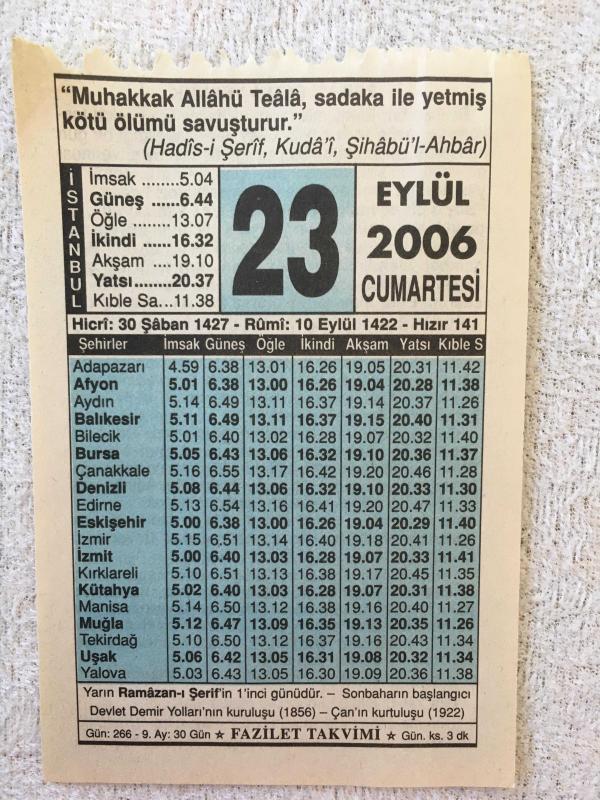 “Muhakkak Allâhü Teâlâ, sadaka ile yetmiş
kötü ölümü savuşturur.”
(Hadîs-i Şerîf, Kudâ’î, Şihâbü’l-Ahbâr)
İSTANBUL
İmsak ........5.04
Güneş ......6.44
Öğle ........13.07
İkindi ......16.32
Akşam ....19.10
Yatsı........20.37
Kıble Sa...11.38
23
EYLÜL
2006
CUMARTESİ
Hicrî: 30 Şâban 1427 - Rûmî: 10 Eylül 1422 - Hızır 141
Şehirler İmsak Güneş Öğle İkindi Akşam Yatsı Kıble S
Adapazarı 4.59 6.38 13.01 16.26 19.05 20.31 11.42
Afyon 5.01 6.38 13.00 16.26 19.04 20.28 11.38
Aydın 5.14 6.49 13.11 16.37 19.14 20.37 11.26
Balıkesir 5.11 6.49 13.11 16.37 19.15 20.40 11.31
Bilecik 5.01 6.40 13.02 16.28 19.07 20.32 11.40
Bursa 5.05 6.43 13.06 16.32 19.10 20.36 11.37
Çanakkale 5.16 6.55 13.17 16.42 19.20 20.46 11.28
Denizli 5.08 6.44 13.06 16.32 19.10 20.33 11.30
Edirne 5.13 6.54 13.16 16.41 19.20 20.47 11.33
Eskişehir 5.00 6.38 13.00 16.26 19.04 20.29 11.40
İzmir 5.15 6.51 13.14 16.40 19.18 20.41 11.26
İzmit 5.00 6.40 13.03 16.28 19.07 20.33 11.41
Kırklareli 5.10 6.51 13.13 16.38 19.17 20.45 11.35
Kütahya 5.02 6.40 13.03 16.28 19.07 20.31 11.38
Manisa 5.14 6.50 13.12 16.38 19.16 20.40 11.27
Muğla 5.12 6.47 13.09 16.35 19.13 20.35 11.26
Tekirdağ 5.10 6.50 13.12 16.37 19.16 20.43 11.34
Uşak 5.06 6.42 13.05 16.31 19.08 20.32 11.34
Yalova 5.03 6.43 13.05 16.30 19.09 20.36 11.38
Yarın Ramâzan-ı Şerif’in 1’inci günüdür. – Sonbaharın başlangıcı
Devlet Demir Yolları’nın kuruluşu (1856) – Çan’ın kurtuluşu (1922)
Gün: 266 - 9. Ay: 30 Gün ★ FAZİLET TAKVİMİ ★ Gün. ks. 3 dk